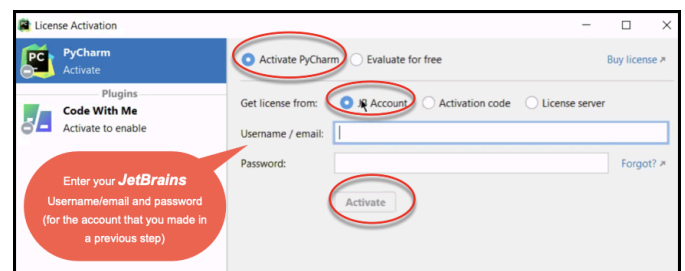 License Activation
PC
PyCharm
Activate
Plugins
Code With Me
Activate to enable
Activate PyCharm
Evaluate for free
Buy license
Get license from:
JB Account
Activation code
License server
Username / email:
Password:
Forgot?
Activate
Enter your JetBrains
Username/email and password
(for the account that you made in
a previous step)